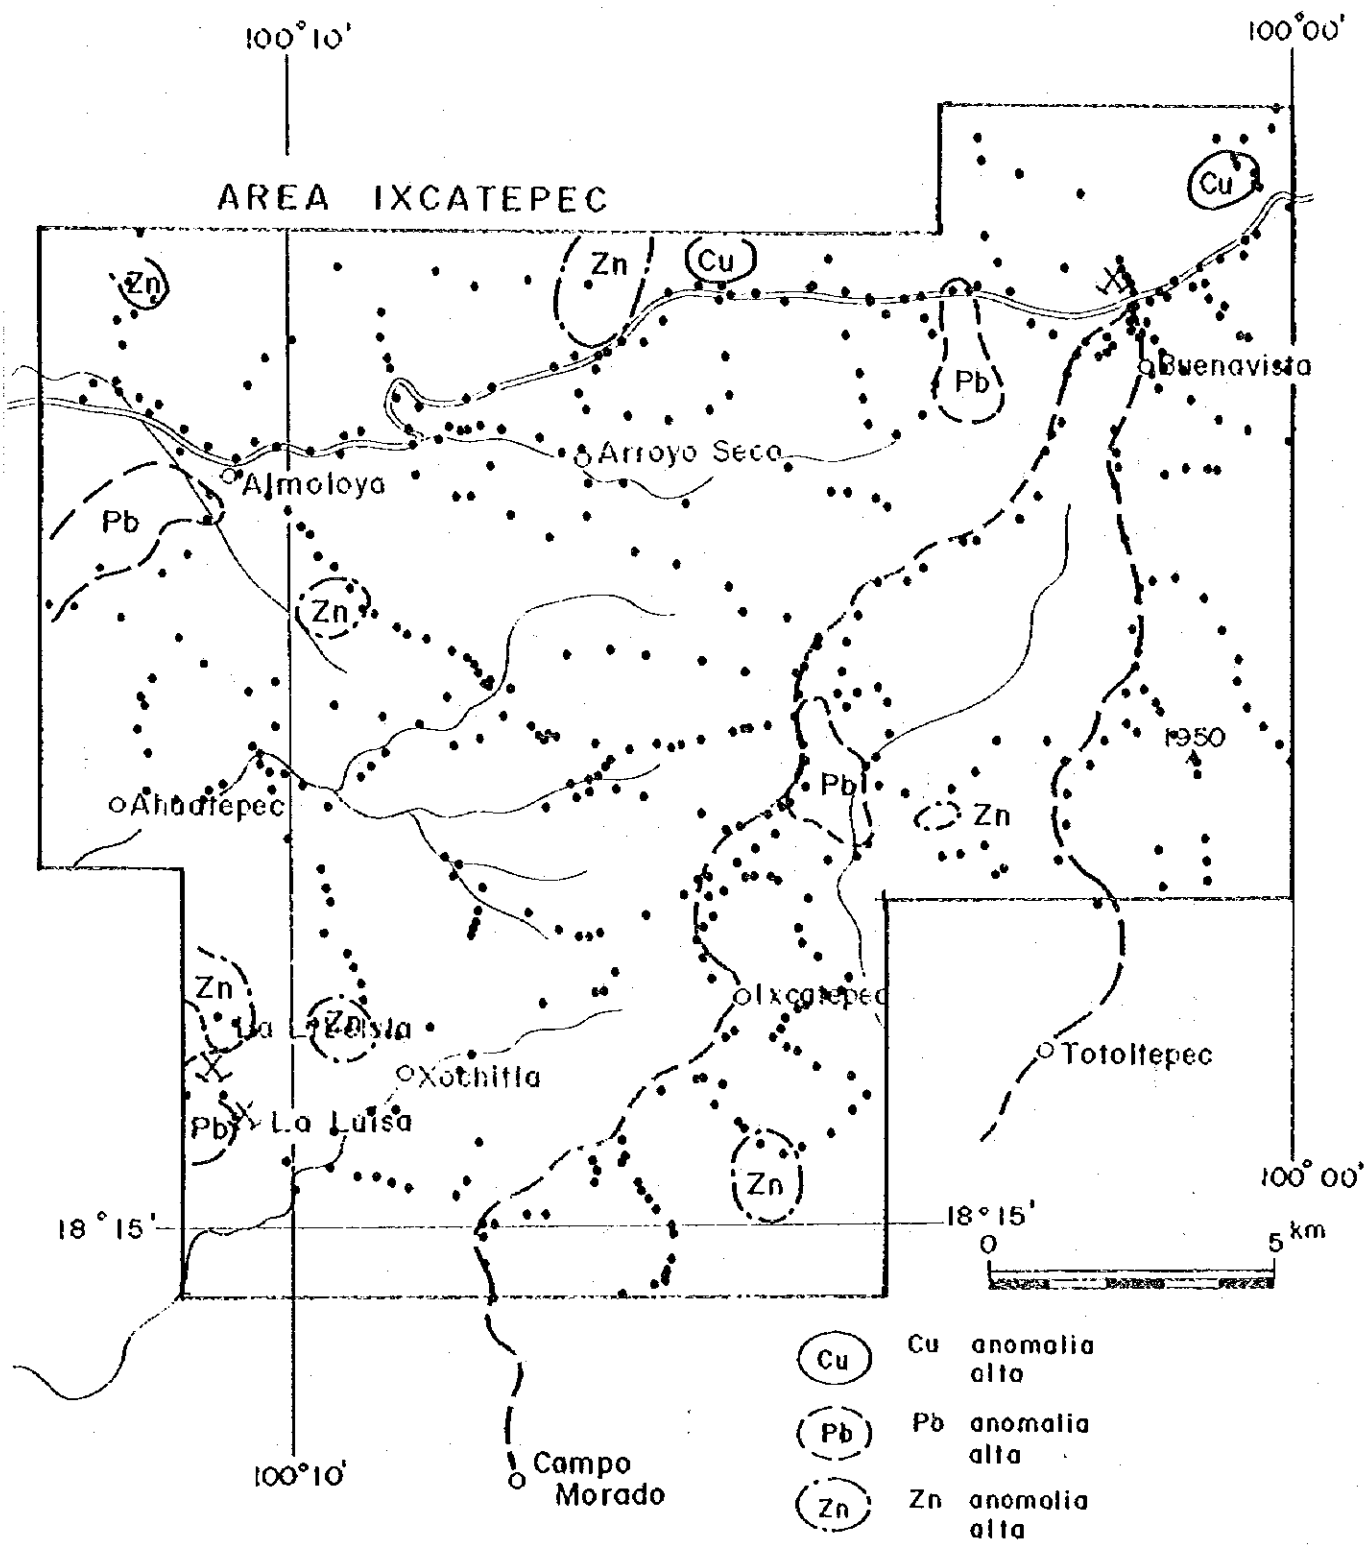 100°10'
100°00'
AREA IXCATEPEC
Cu
Zn
Cu
Zn
Pb
Buenavista
Arroyo Seco
Almoloya
Pb
Zn
1950
Pb
Zn
Ahuatepec
Zn
Ixcatepec
Zn
Totoltepec
Xochitla
Pb
La Luisa
Zn
100°00'
18°15'
18°15'
0
5 km
Cu
Cu anomalia
alta
Pb
Pb anomalia
alta
100°10'
Campo
Morado
Zn
Zn anomalia
alta